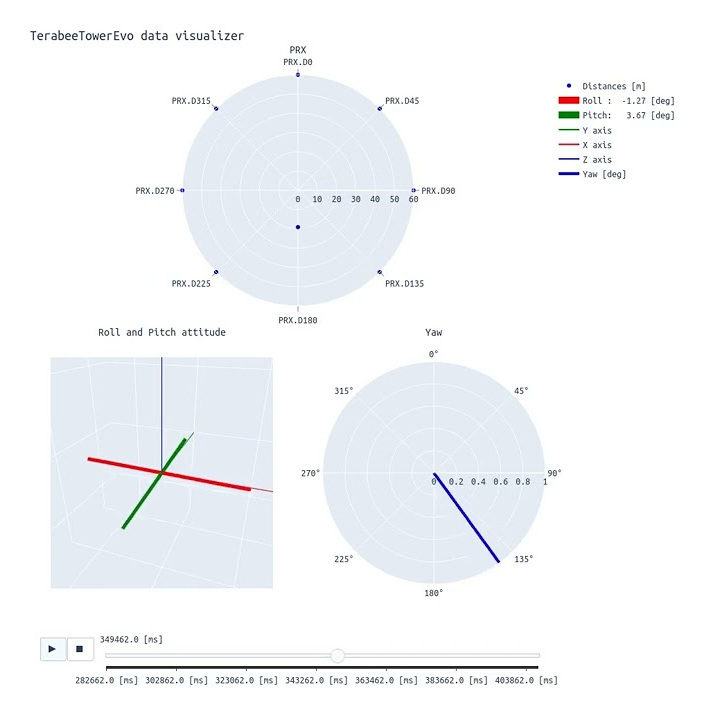 TerabeeTowerEvo data visualizer
PRX
PRX.D0
PRX.D315
PRX.D45
PRX.D270
PRX.D90
0 10 20 30 40 50 60
PRX.D225
PRX.D135
PRX.D180
Distances [m]
Roll : -1.27 [deg]
Pitch: 3.67 [deg]
Y axis
X axis
Z axis
Yaw [deg]
Roll and Pitch attitude
Yaw
0°
315°
45°
270°
90°
0 0.2 0.4 0.6 0.8 1
225°
135°
180°
349462.0 [ms]
282662.0 [ms] 302862.0 [ms] 323062.0 [ms] 343262.0 [ms] 363462.0 [ms] 383662.0 [ms] 403862.0 [ms]